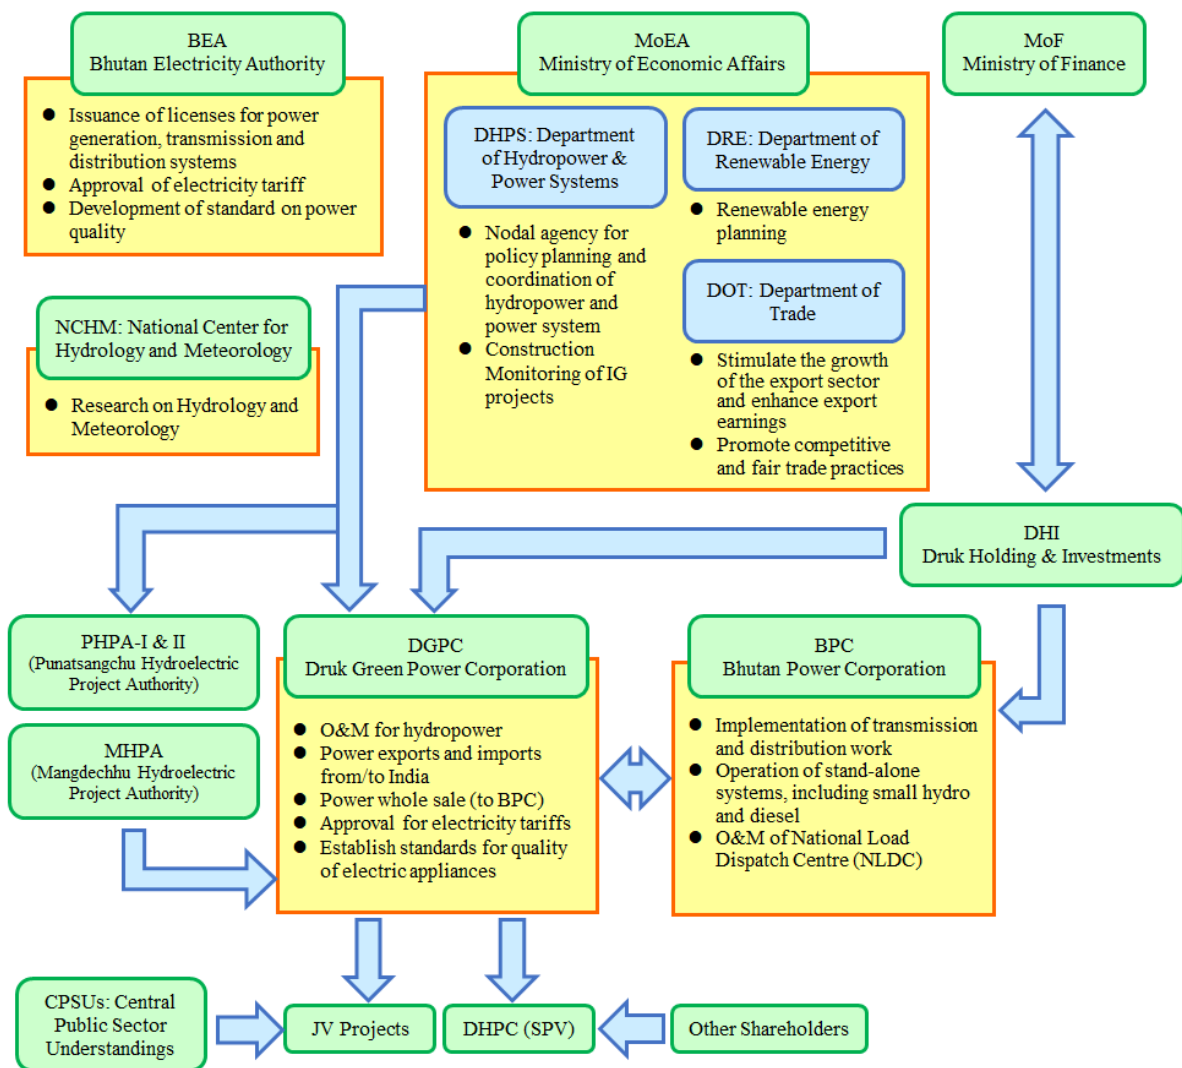 BEA
Bhutan Electricity Authority
● Issuance of licenses for power
generation, transmission and
distribution systems
● Approval of electricity tariff
● Development of standard on power
quality
MoEA
Ministry of Economic Affairs
DHPS: Department
of Hydropower &
Power Systems
● Nodal agency for
policy planning and
coordination of
hydropower and
power system
● Construction
Monitoring of IG
projects
DRE: Department of
Renewable Energy
● Renewable energy
planning
DOT: Department of
Trade
● Stimulate the growth
of the export sector
and enhance export
earnings
● Promote competitive
and fair trade practices
MoF
Ministry of Finance
NCHM: National Center for
Hydrology and Meteorology
● Research on Hydrology and
Meteorology
DHI
Druk Holding & Investments
PHPA-I & II
(Punatsangchu Hydroelectric
Project Authority)
MHPA
(Mangdechhu Hydroelectric
Project Authority)
DGPC
Druk Green Power Corporation
● O&M for hydropower
● Power exports and imports
from/to India
● Power whole sale (to BPC)
● Approval for electricity tariffs
● Establish standards for quality
of electric appliances
BPC
Bhutan Power Corporation
● Implementation of transmission
and distribution work
● Operation of stand-alone
systems, including small hydro
and diesel
● O&M of National Load
Dispatch Centre (NLDC)
CPSUs: Central
Public Sector
Understandings
JV Projects
DHPC (SPV)
Other Shareholders